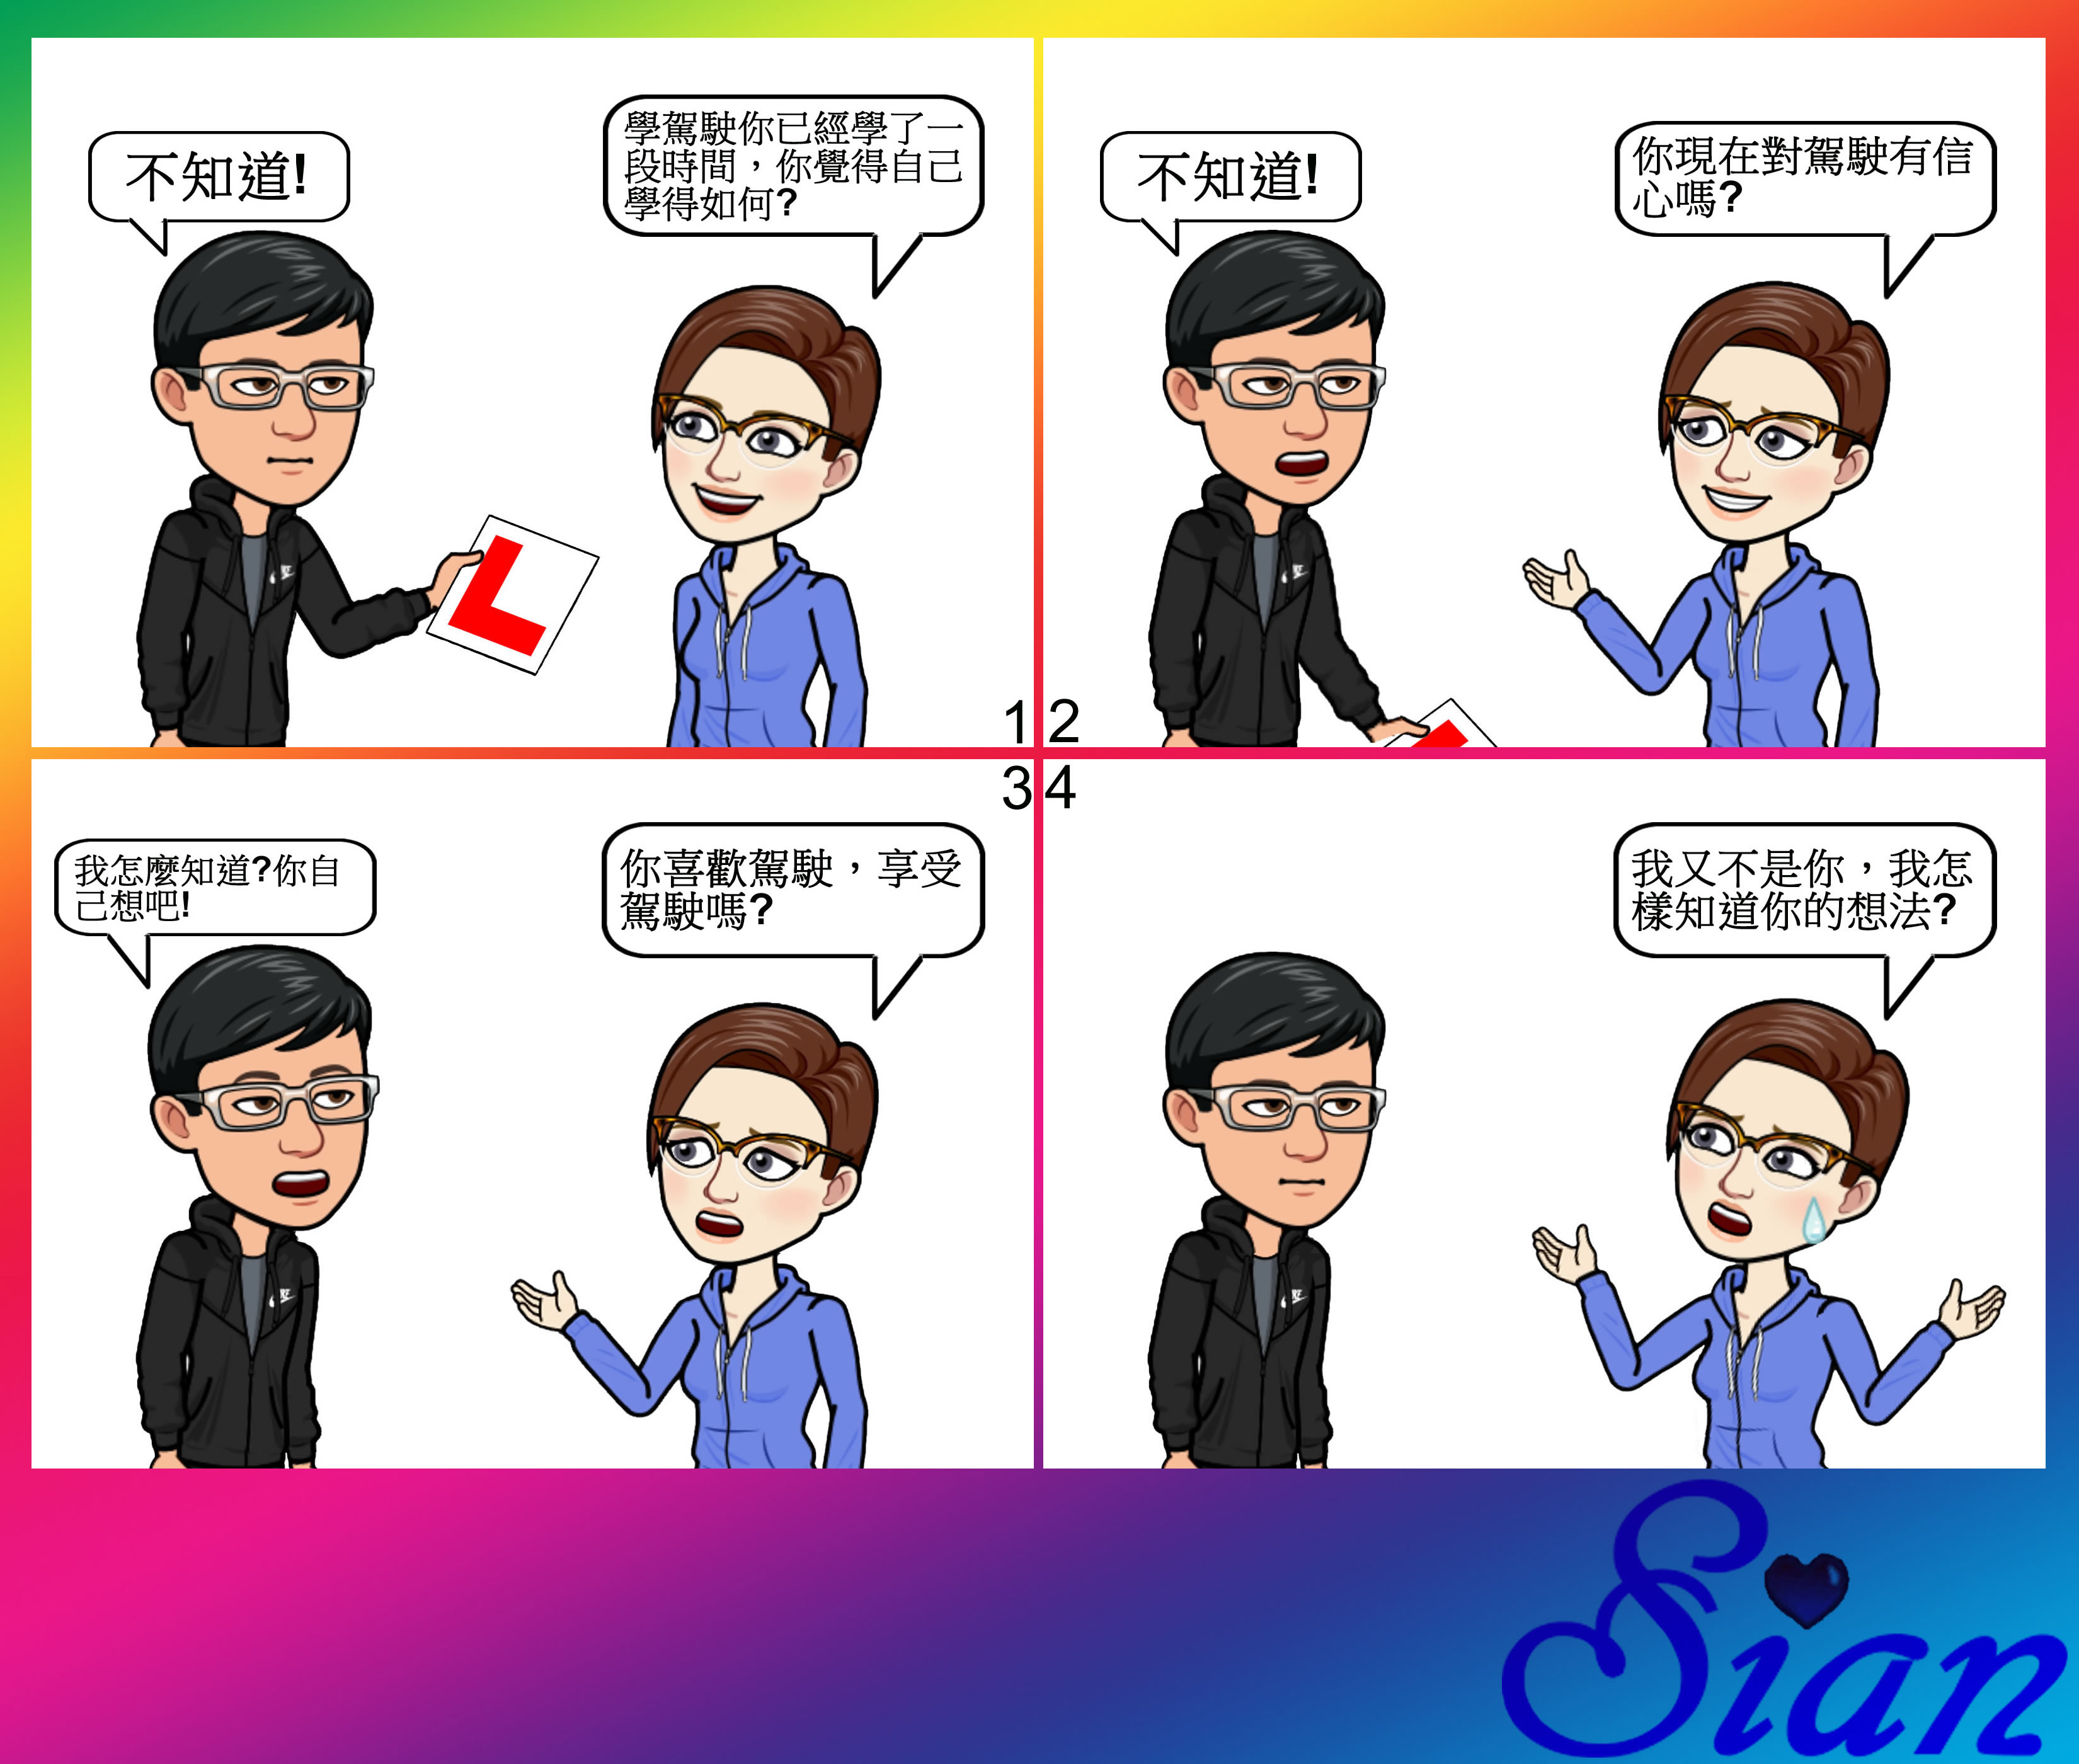 不知道!
學駕駛你已經學了一
段時間，你覺得自己
學得如何?
1
不知道!
你現在對駕駛有信
心嗎?
2
我怎麼知道?你自
己想吧!
你喜歡駕駛，享受
駕駛嗎?
3
4
我又不是你，我怎
樣知道你的想法?
L
Sian